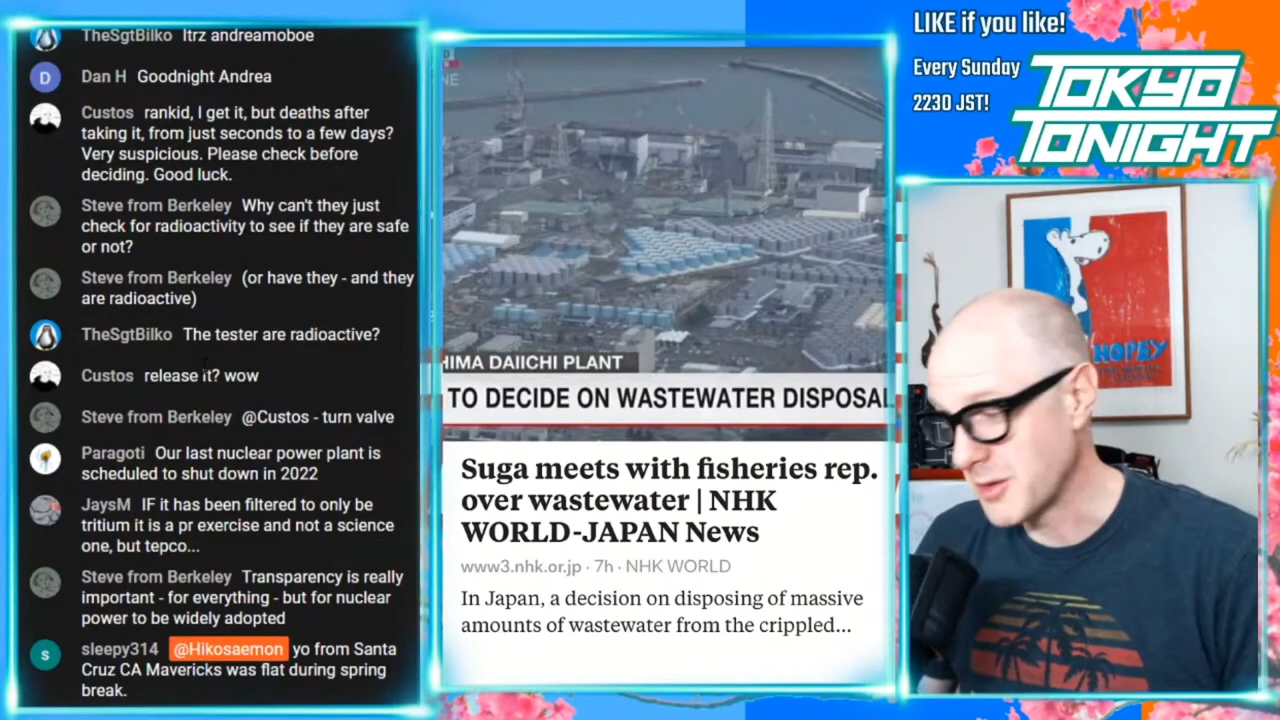 TheSgtBilko ltrz andreamoboe
D Dan H Goodnight Andrea
Custos rankid, I get it, but deaths after
taking it, from just seconds to a few days?
Very suspicious. Please check before
deciding. Good luck.
Steve from Berkeley Why can't they just
check for radioactivity to see if they are safe
or not?
Steve from Berkeley (or have they - and they
are radioactive)
TheSgtBilko The tester are radioactive?
Custos release it? wow
Steve from Berkeley @Custos - turn valve
Paragoti Our last nuclear power plant is
scheduled to shut down in 2022
JaysM IF it has been filtered to only be
tritium it is a pr exercise and not a science
one, but tepco...
Steve from Berkeley Transparency is really
important - for everything - but for nuclear
power to be widely adopted
s sleepy314 @Hikosaemon yo from Santa
Cruz CA Mavericks was flat during spring
break.
HIMA DAIICHI PLANT
TO DECIDE ON WASTEWATER DISPOSAL
Suga meets with fisheries rep.
over wastewater | NHK
WORLD-JAPAN News
www3.nhk.or.jp · 7h · NHK WORLD
In Japan, a decision on disposing of massive
amounts of wastewater from the crippled...
LIKE if you like!
Every Sunday
2230 JST!
TOKYO
TONIGHT
HOPEY